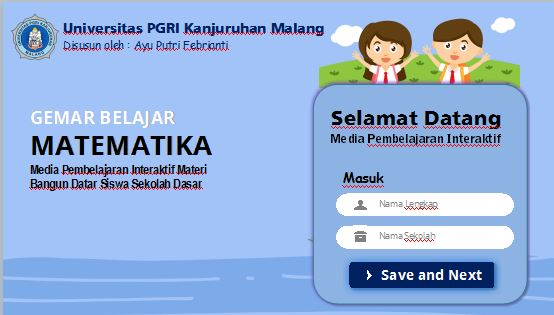 Universitas PGRI Kanjuruhan Malang
Disusun oleh : Ayu Putri Febrianti
GEMAR BELAJAR
MATEMATIKA
Media Pembelajaran Interaktif Materi
Bangun Datar Siswa Sekolah Dasar
Selamat Datang
Media Pembelajaran Interaktif
Masuk
Nama Lengkap
Nama Sekolah
Save and Next